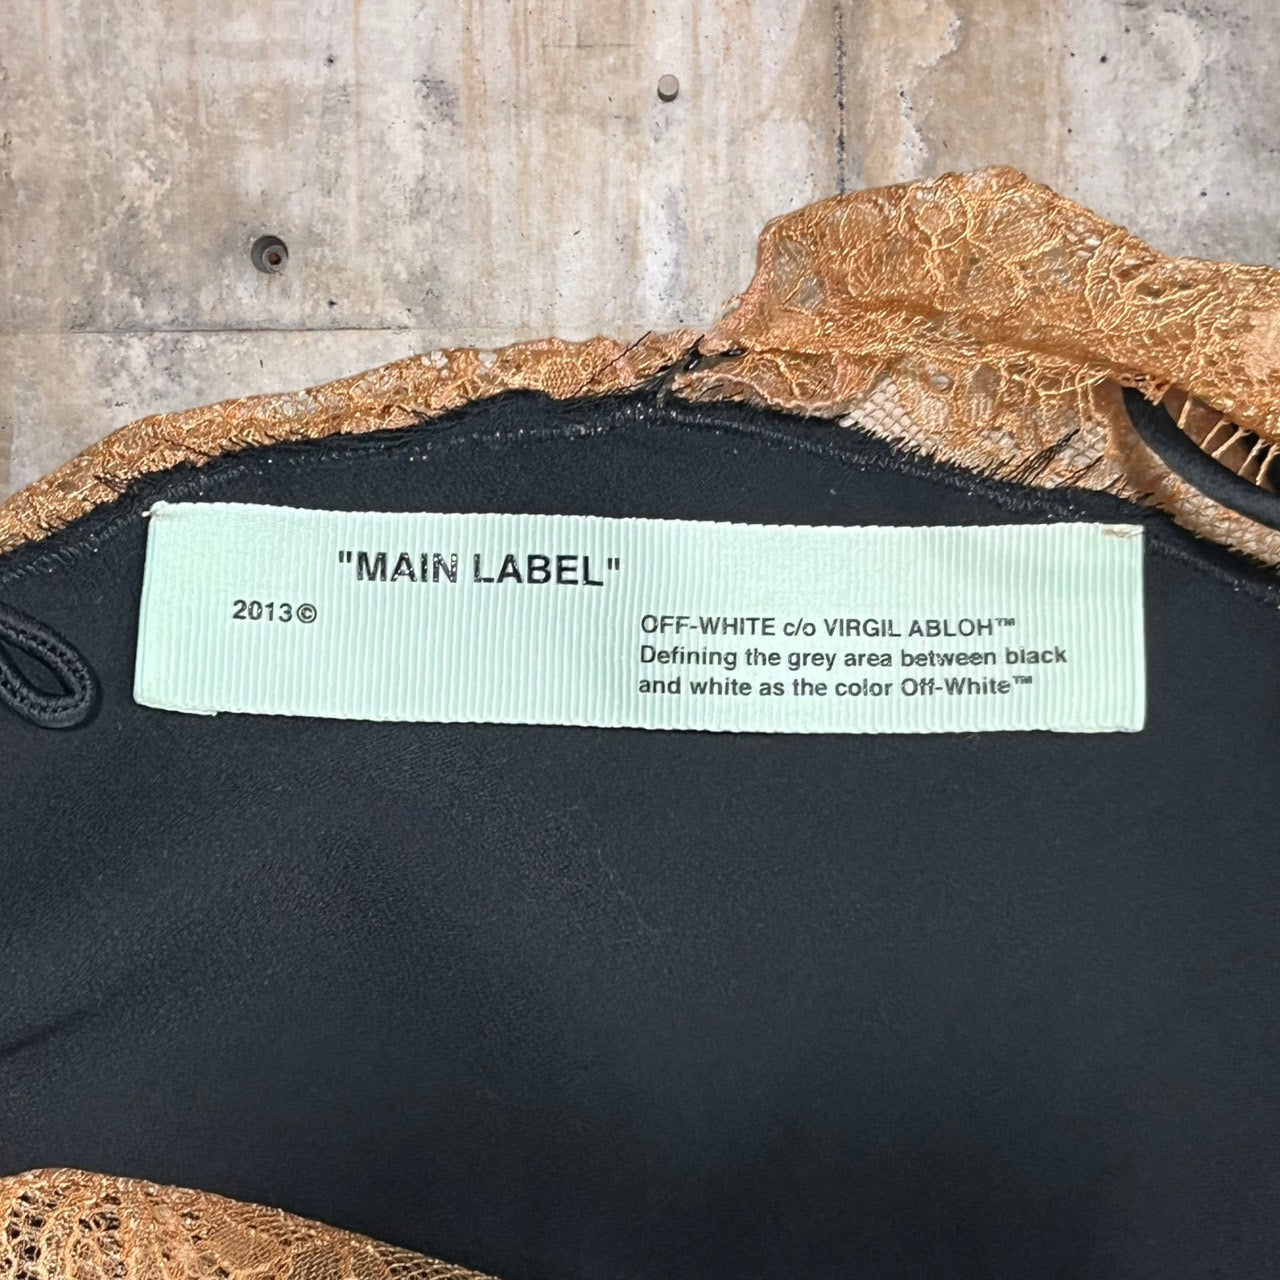 "MAIN LABEL"
2013©
OFF-WHITE c/o VIRGIL ABLOH™
Defining the grey area between black
and white as the color Off-White™